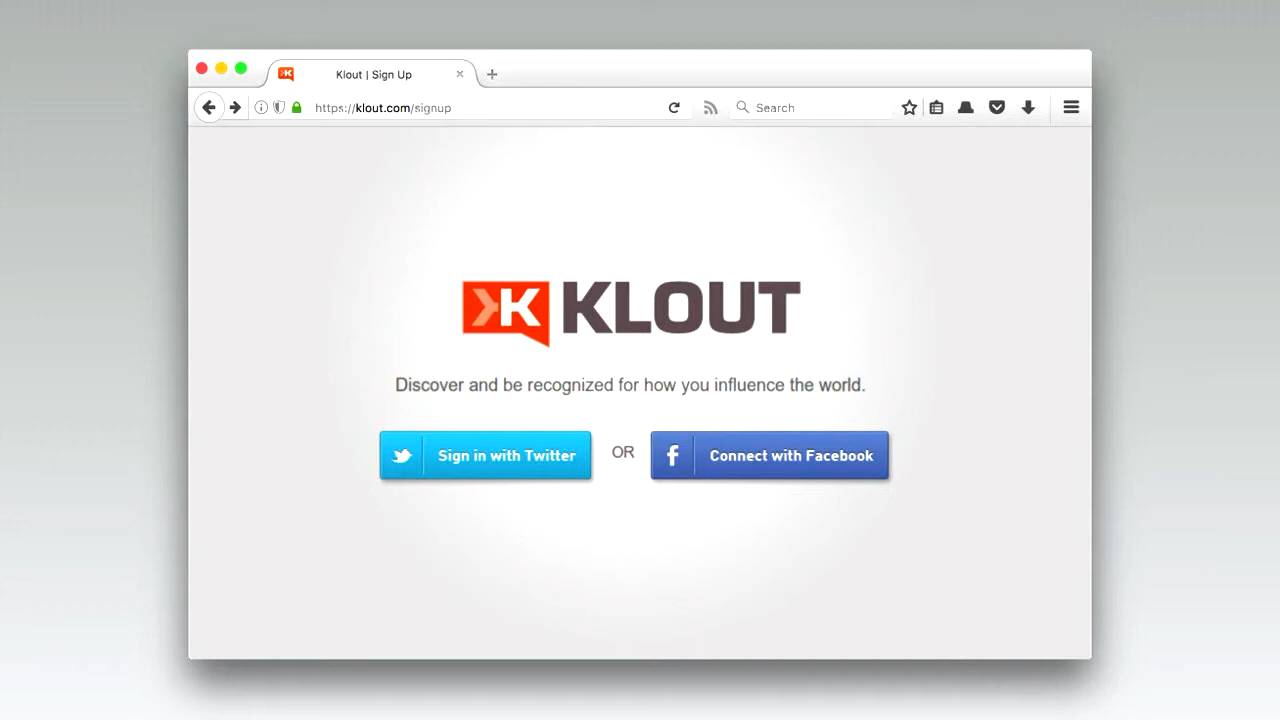 Klout | Sign Up
https://klout.com/signup
Search
K KLOUT
Discover and be recognized for how you influence the world.
Sign in with Twitter
OR
f Connect with Facebook